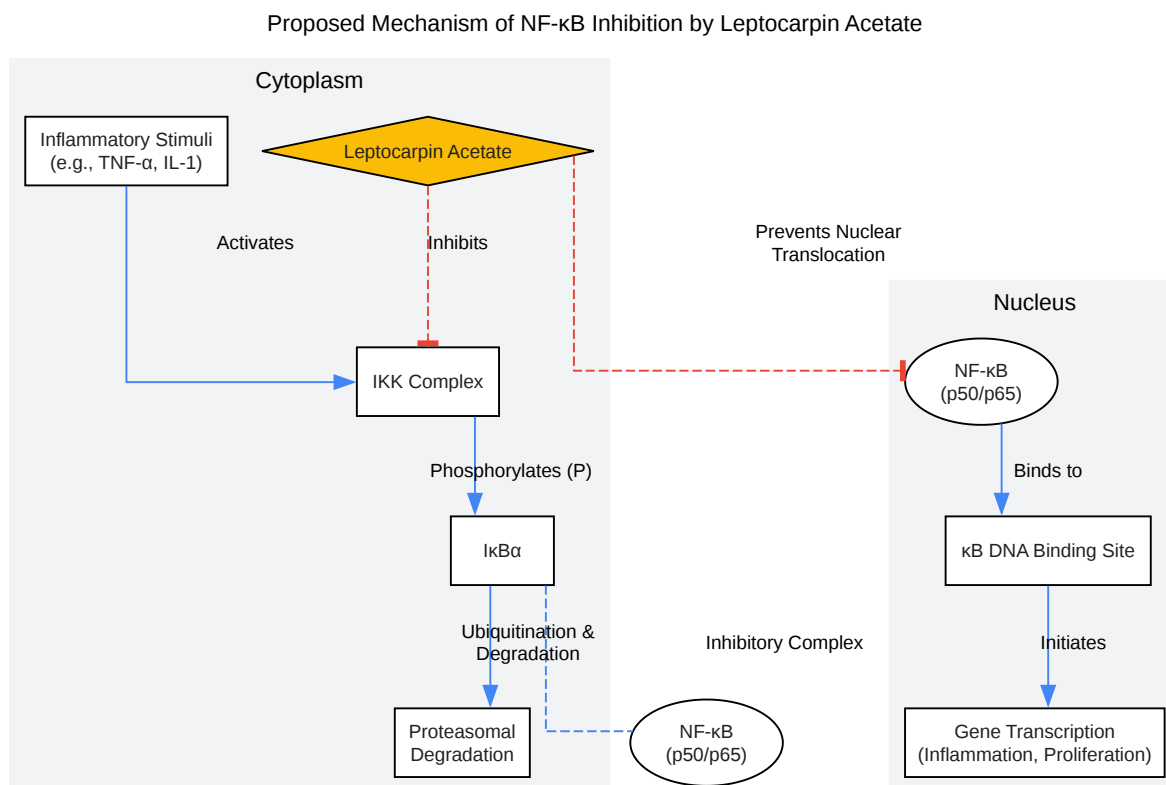 Proposed Mechanism of NF-κB Inhibition by Leptocarpin Acetate
Cytoplasm
Inflammatory Stimuli
(e.g., TNF-α, IL-1)
Leptocarpin Acetate
Activates
Inhibits
Prevents Nuclear
Translocation
Nucleus
IKK Complex
NF-κB
(p50/p65)
Phosphorylates (P)
Binds to
IκBα
κB DNA Binding Site
Ubiquitination &
Degradation
Inhibitory Complex
Initiates
Proteasomal
Degradation
NF-κB
(p50/p65)
Gene Transcription
(Inflammation, Proliferation)